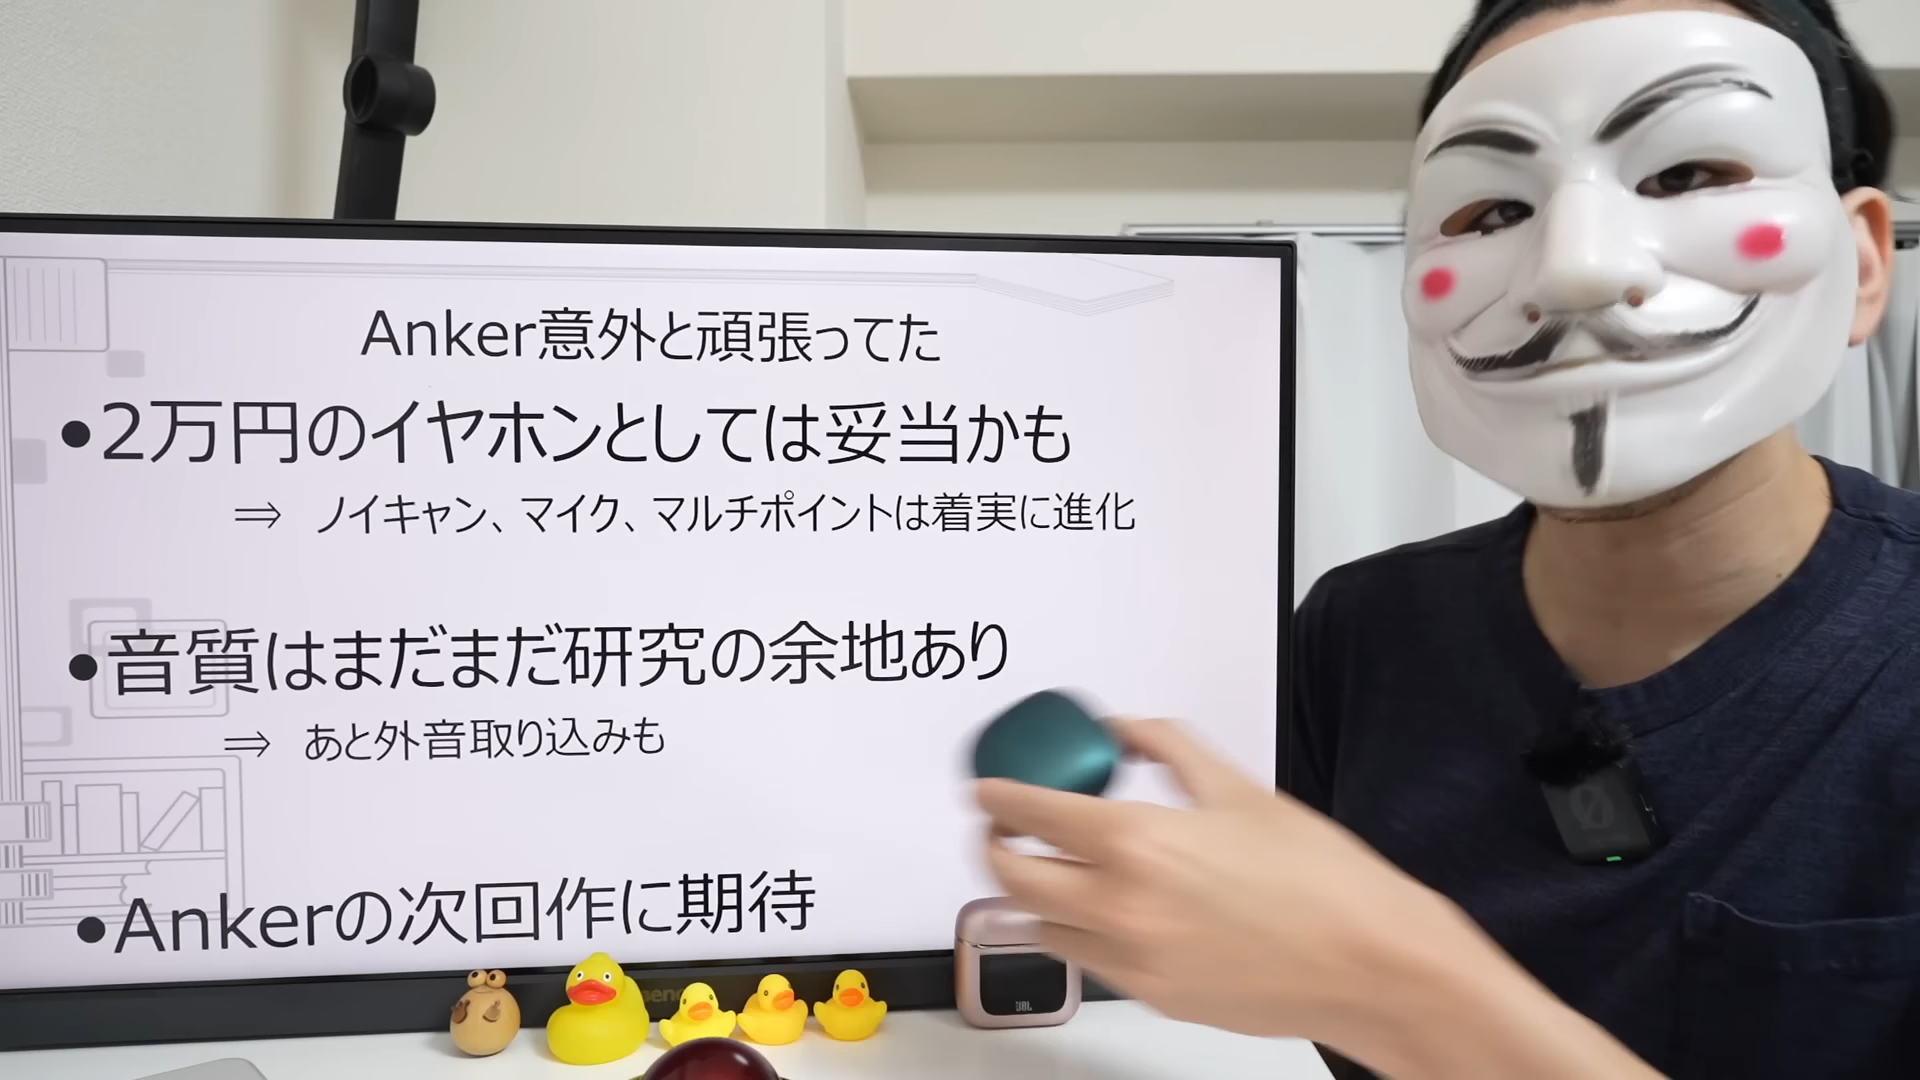 Anker意外と頑張ってた
•2万円のイヤホンとしては妥当かも
⇒ ノイキャン、マイク、マルチポイントは着実に進化
•音質はまだまだ研究の余地あり
⇒ あと外音取り込みも
•Ankerの次回作に期待
JBL